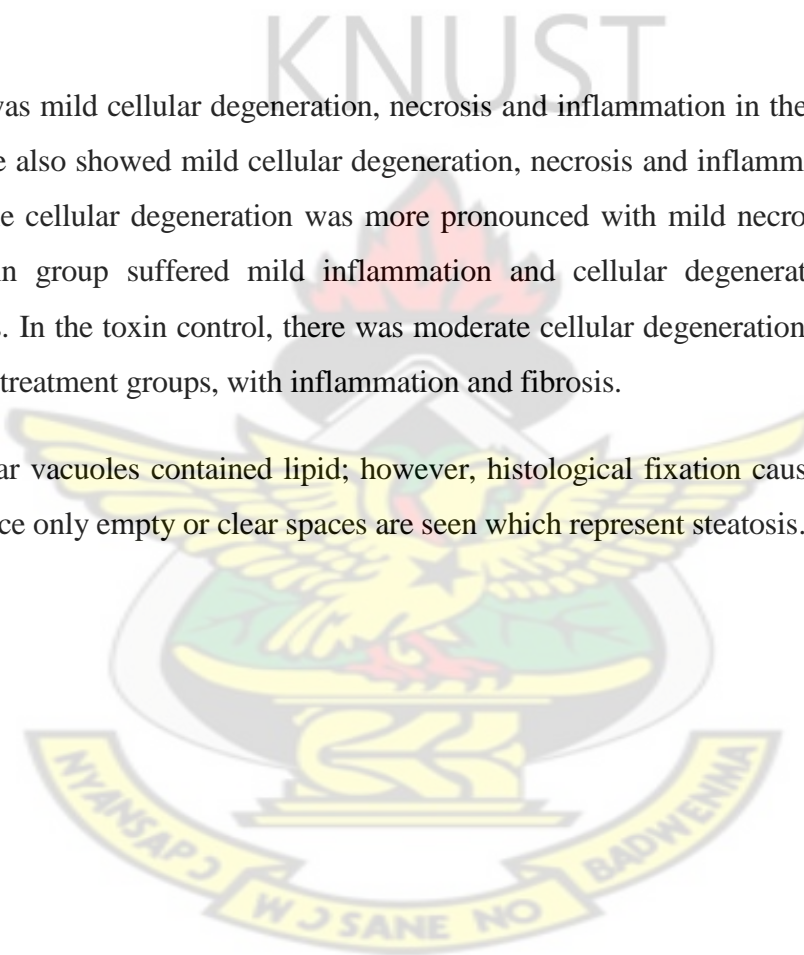 KNUST
was mild cellular degeneration, necrosis and inflammation in the
e also showed mild cellular degeneration, necrosis and inflamm
e cellular degeneration was more pronounced with mild necro
in group suffered mild inflammation and cellular degenerat
s. In the toxin control, there was moderate cellular degeneration
treatment groups, with inflammation and fibrosis.
ar vacuoles contained lipid; however, histological fixation caus
ce only empty or clear spaces are seen which represent steatosis.
NYANSAPƆ WƆSANE NO BADWENMA